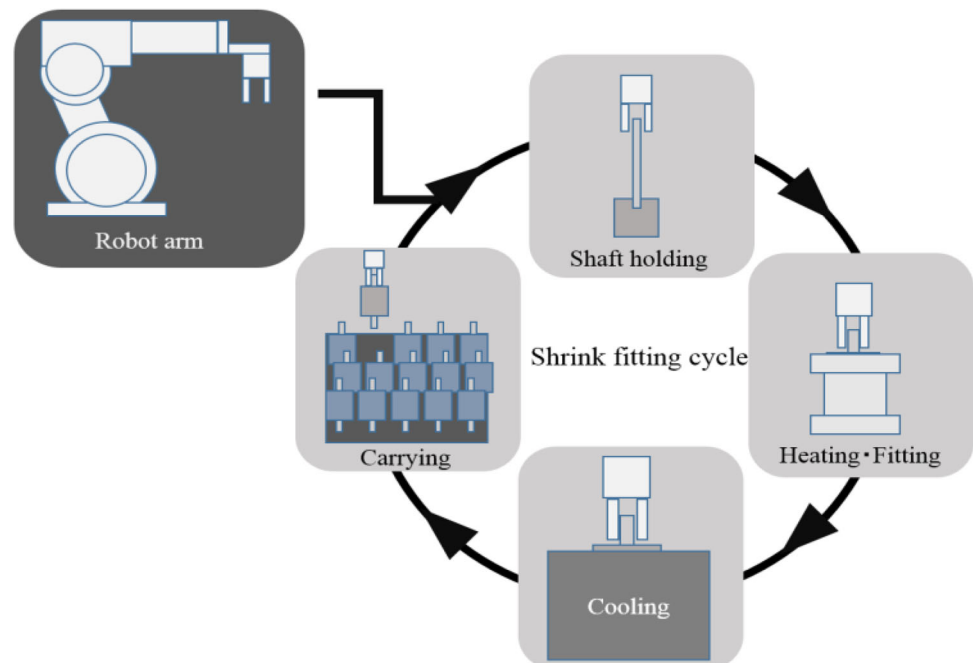 Robot arm
Shaft holding
Shrink fitting cycle
Carrying
Heating・Fitting
Cooling